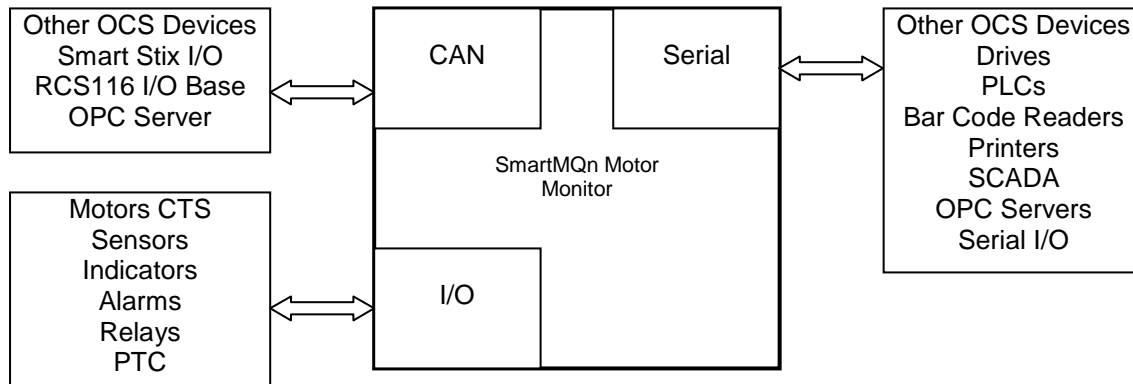 Other OCS Devices
Smart Stix I/O
RCS116 I/O Base
OPC Server
CAN
Serial
Other OCS Devices
Drives
PLCs
Bar Code Readers
Printers
SCADA
OPC Servers
Serial I/O
SmartMQn Motor
Monitor
Motors CTS
Sensors
Indicators
Alarms
Relays
PTC
I/O